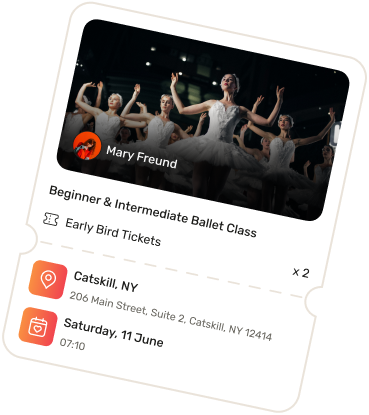 Mary Freund
Beginner & Intermediate Ballet Class
Early Bird Tickets
x 2
Catskill, NY
206 Main Street, Suite 2, Catskill, NY 12414
Saturday, 11 June
07:10